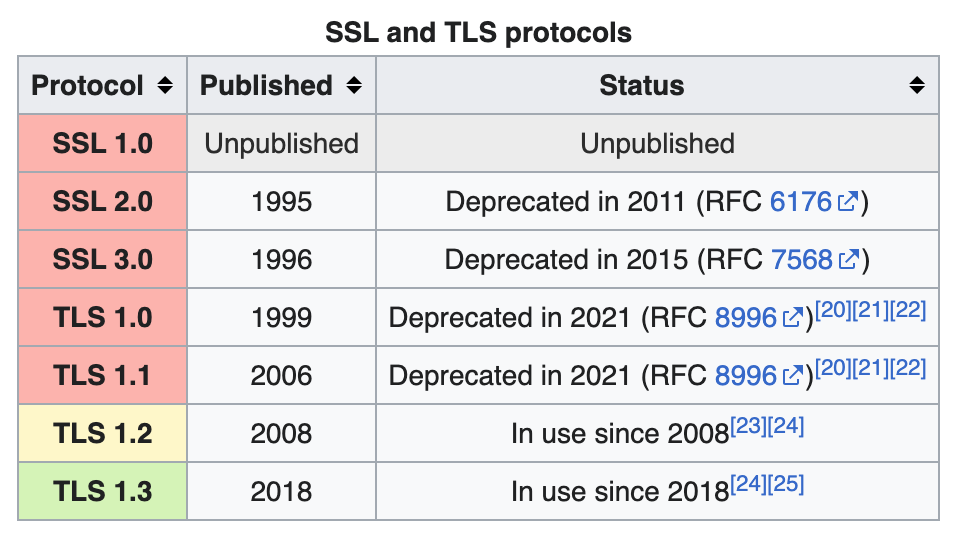 SSL and TLS protocols
Protocol Published Status
SSL 1.0 Unpublished Unpublished
SSL 2.0 1995 Deprecated in 2011 (RFC 6176)
SSL 3.0 1996 Deprecated in 2015 (RFC 7568)
TLS 1.0 1999 Deprecated in 2021 (RFC 8996)[20][21][22]
TLS 1.1 2006 Deprecated in 2021 (RFC 8996)[20][21][22]
TLS 1.2 2008 In use since 2008[23][24]
TLS 1.3 2018 In use since 2018[24][25]